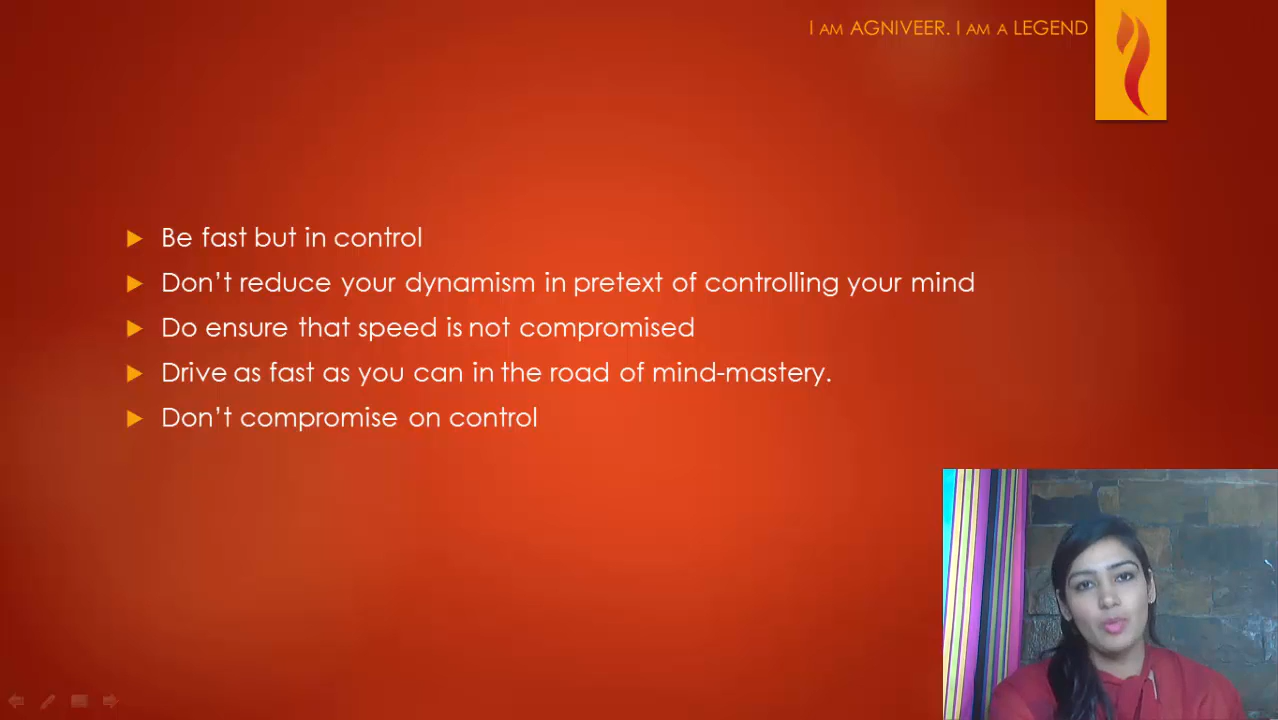 I AM AGNIVEER. I AM A LEGEND
Be fast but in control
Don't reduce your dynamism in pretext of controlling your mind
Do ensure that speed is not compromised
Drive as fast as you can in the road of mind-mastery.
Don't compromise on control